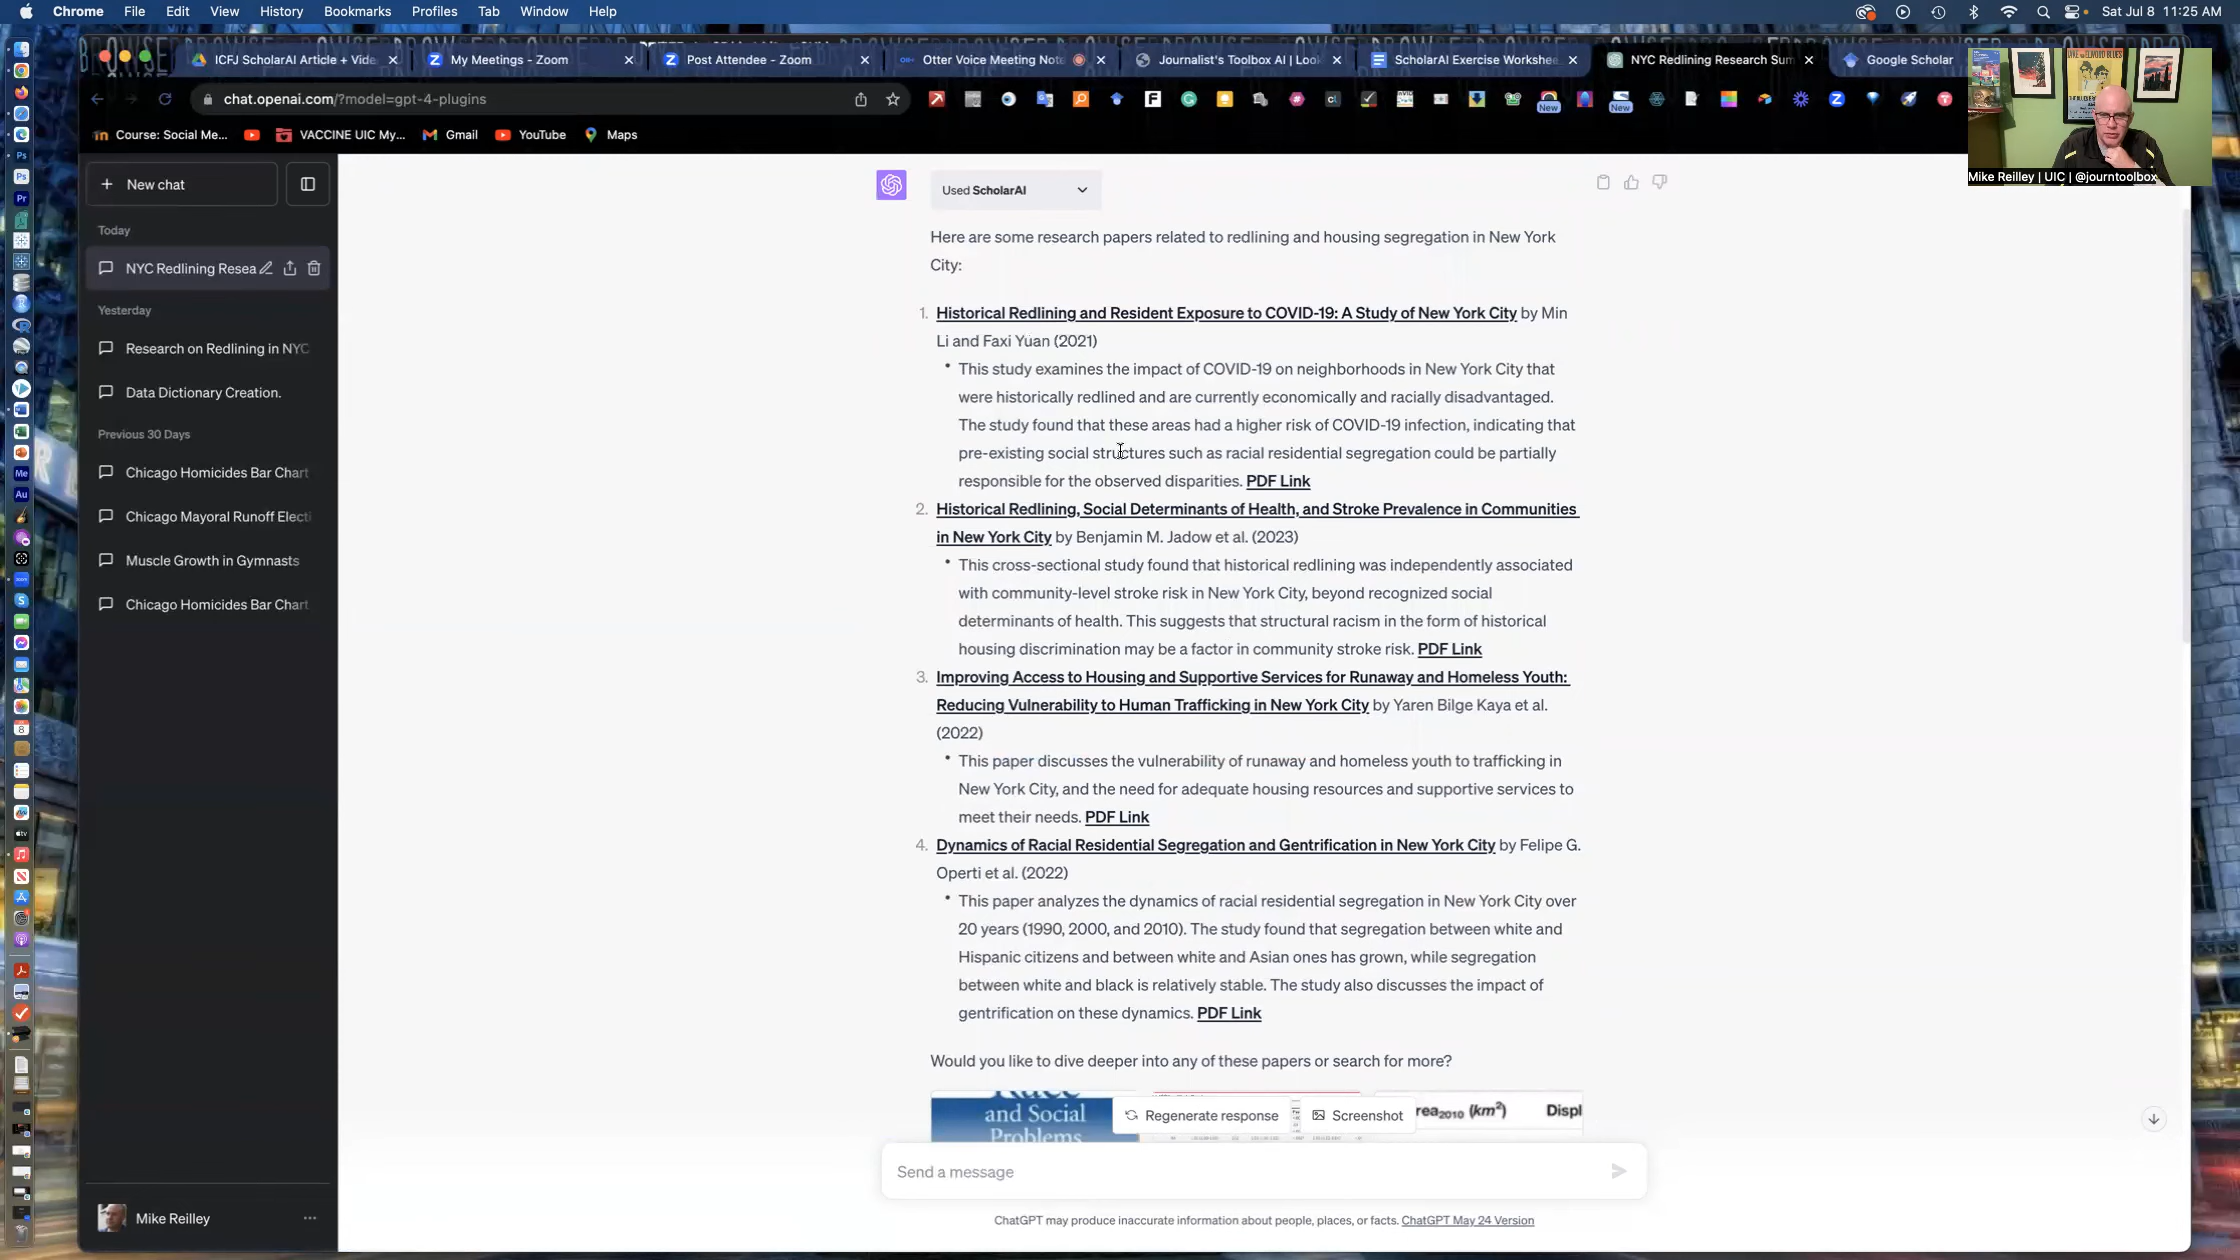 Chrome File Edit View History Bookmarks Profiles Tab Window Help
Sat Jul 8 11:25 AM
ICFJ ScholarAI Article + Vide
My Meetings - Zoom
Post Attendee - Zoom
Otter Voice Meeting Note
Journalist's Toolbox AI | Loo
ScholarAI Exercise Workshee
NYC Redlining Research Sum
Google Scholar
chat.openai.com/?model=gpt-4-plugins
New
New
Course: Social Me...
VACCINE UIC My...
Gmail
YouTube
Maps
Mike Reilley | UIC | @journtoolbox
New chat
Today
NYC Redlining Resea
Yesterday
Research on Redlining in NYC
Data Dictionary Creation.
Previous 30 Days
Chicago Homicides Bar Chart
Chicago Mayoral Runoff Electi
Muscle Growth in Gymnasts
Chicago Homicides Bar Chart
Mike Reilley
Used ScholarAI
Here are some research papers related to redlining and housing segregation in New York
City:
1. Historical Redlining and Resident Exposure to COVID-19: A Study of New York City by Min
Li and Faxi Yuan (2021)
• This study examines the impact of COVID-19 on neighborhoods in New York City that
were historically redlined and are currently economically and racially disadvantaged.
The study found that these areas had a higher risk of COVID-19 infection, indicating that
pre-existing social structures such as racial residential segregation could be partially
responsible for the observed disparities. PDF Link
2. Historical Redlining, Social Determinants of Health, and Stroke Prevalence in Communities
in New York City by Benjamin M. Jadow et al. (2023)
• This cross-sectional study found that historical redlining was independently associated
with community-level stroke risk in New York City, beyond recognized social
determinants of health. This suggests that structural racism in the form of historical
housing discrimination may be a factor in community stroke risk. PDF Link
3. Improving Access to Housing and Supportive Services for Runaway and Homeless Youth:
Reducing Vulnerability to Human Trafficking in New York City by Yaren Bilge Kaya et al.
(2022)
• This paper discusses the vulnerability of runaway and homeless youth to trafficking in
New York City, and the need for adequate housing resources and supportive services to
meet their needs. PDF Link
4. Dynamics of Racial Residential Segregation and Gentrification in New York City by Felipe G.
Operti et al. (2022)
• This paper analyzes the dynamics of racial residential segregation in New York City over
20 years (1990, 2000, and 2010). The study found that segregation between white and
Hispanic citizens and between white and Asian ones has grown, while segregation
between white and black is relatively stable. The study also discusses the impact of
gentrification on these dynamics. PDF Link
Would you like to dive deeper into any of these papers or search for more?
and Social
Problems
rea2010 (km²) Displ
Regenerate response
Screenshot
Send a message
ChatGPT may produce inaccurate information about people, places, or facts. ChatGPT May 24 Version